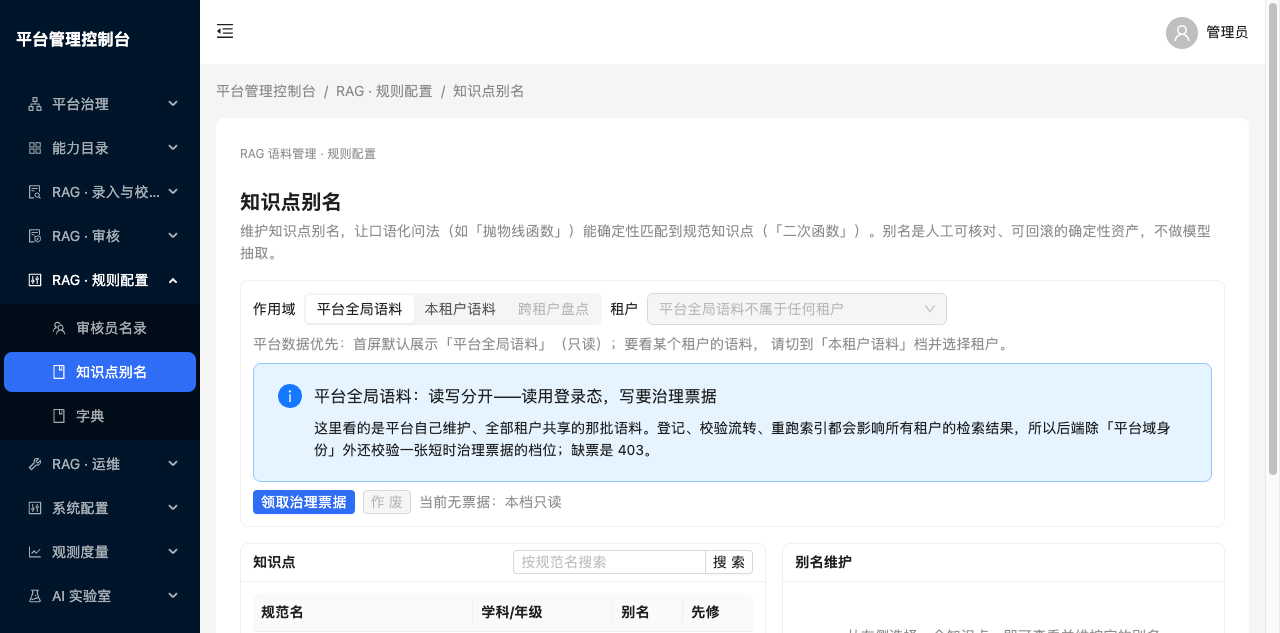 平台管理控制台
管理员
平台治理
能力目录
RAG · 录入与校...
RAG · 审核
RAG · 规则配置
审核员名录
知识点别名
字典
RAG · 运维
系统配置
观测度量
AI 实验室
平台管理控制台 / RAG · 规则配置 / 知识点别名
RAG 语料管理 · 规则配置
知识点别名
维护知识点别名，让口语化问法（如「抛物线函数」）能确定性匹配到规范知识点（「二次函数」）。别名是人工可核对、可回滚的确定性资产，不做模型
抽取。
作用域 平台全局语料 本租户语料 跨租户盘点 租户 平台全局语料不属于任何租户
平台数据优先：首屏默认展示「平台全局语料」（只读）；要看某个租户的语料， 请切到「本租户语料」档并选择租户。
平台全局语料：读写分开——读用登录态，写要治理票据
这里看的是平台自己维护、全部租户共享的那批语料。登记、校验流转、重跑索引都会影响所有租户的检索结果，所以后端除「平台域身
份」外还校验一张短时治理票据的档位；缺票是 403。
领取治理票据 作 废 当前无票据：本档只读
知识点 按规范名搜索 搜 索
规范名 学科/年级 别名 先修
别名维护